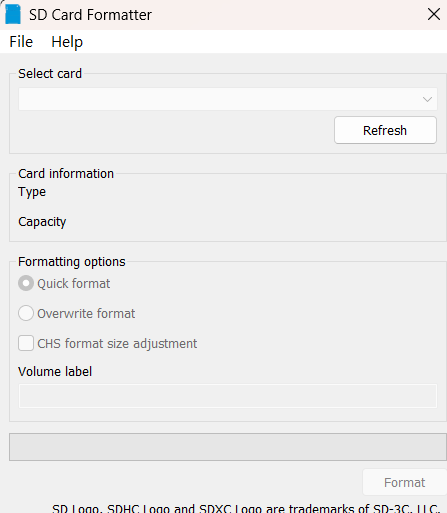 SD Card Formatter
File Help
Select card
Refresh
Card information
Type
Capacity
Formatting options
Quick format
Overwrite format
CHS format size adjustment
Volume label
Format
SD Logo, SDHC Logo and SDXC Logo are trademarks of SD-3C, LLC.